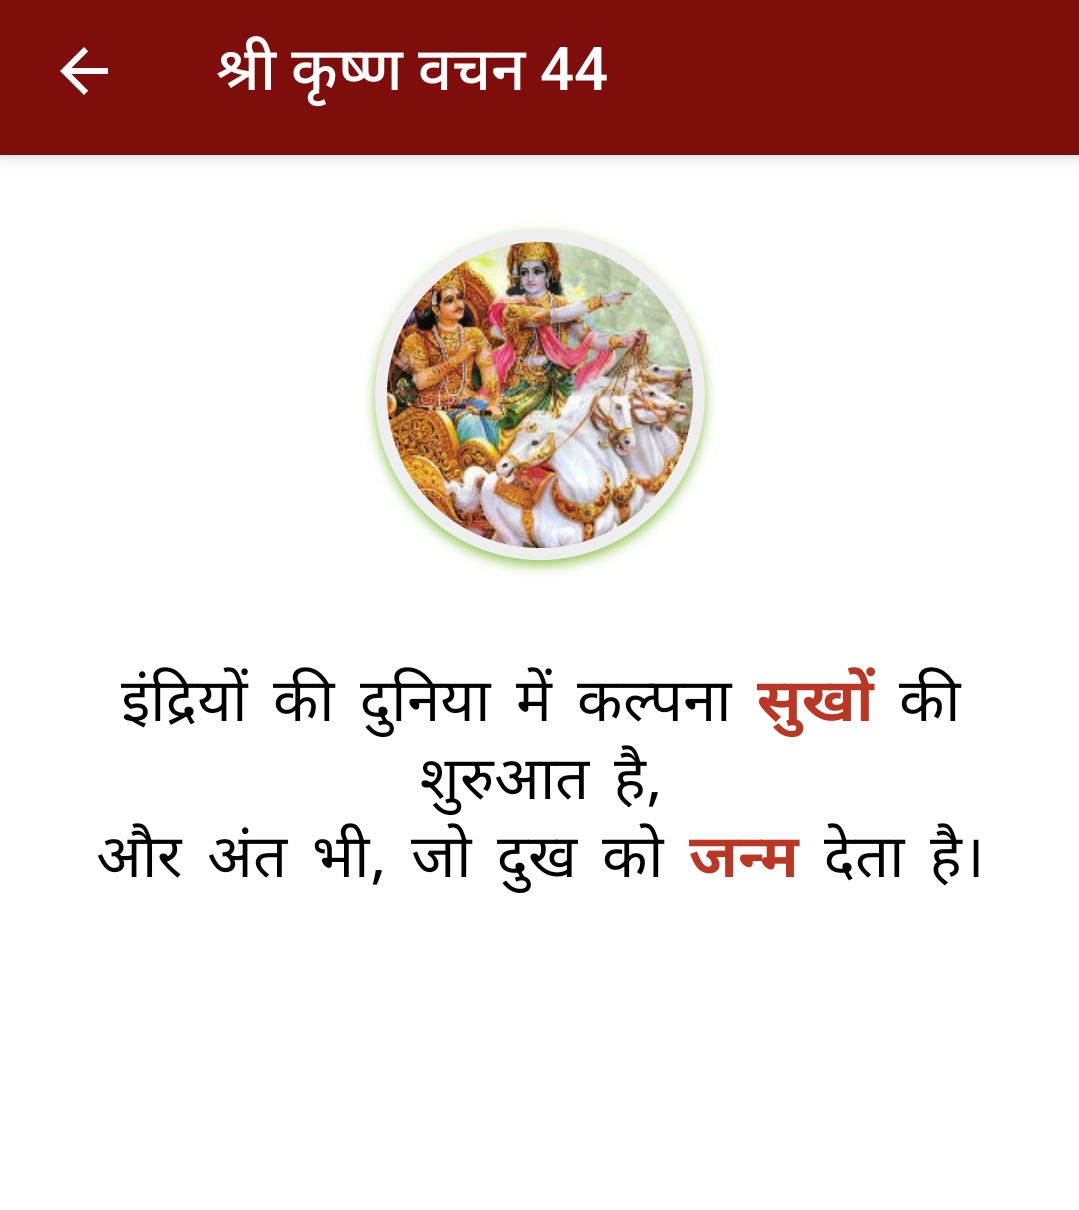 श्री कृष्ण वचन 44
इंद्रियों की दुनिया में कल्पना सुखों की
शुरुआत है,
और अंत भी, जो दुख को जन्म देता है।